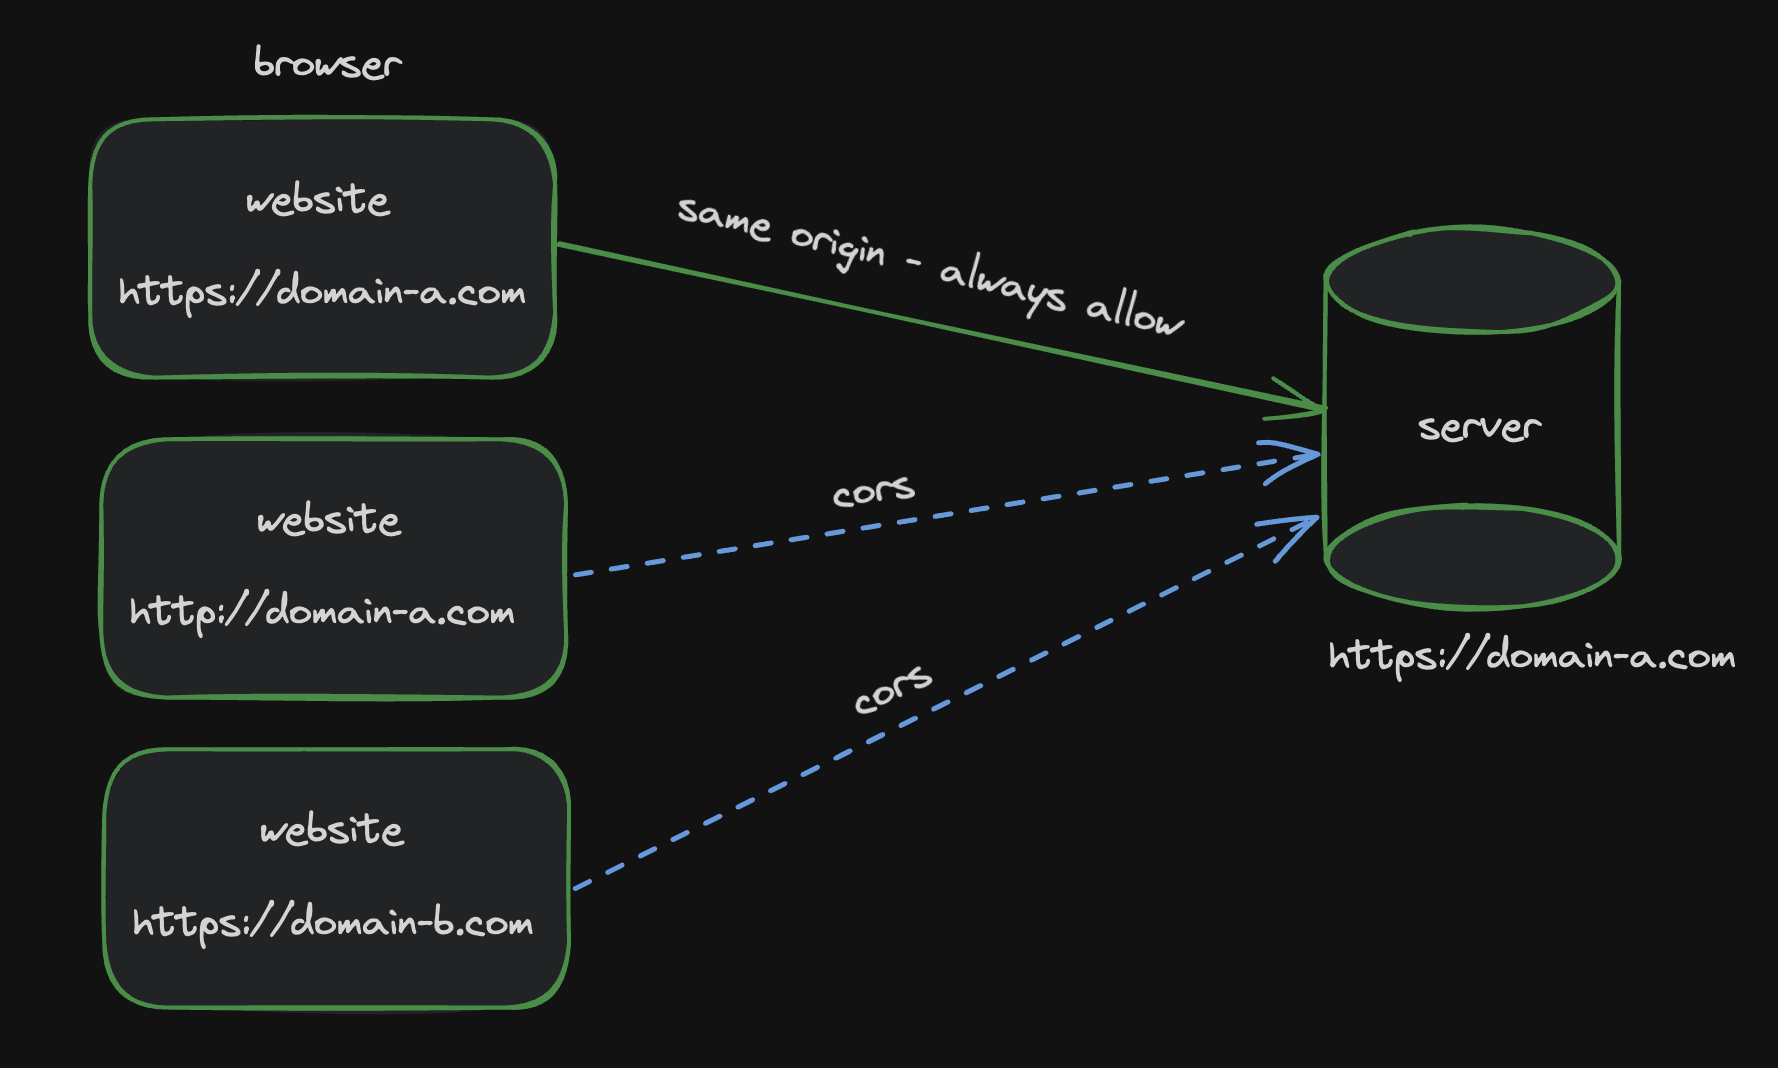 browser
website
https://domain-a.com
same origin - always allow
server
https://domain-a.com
website
http://domain-a.com
cors
website
https://domain-b.com
cors